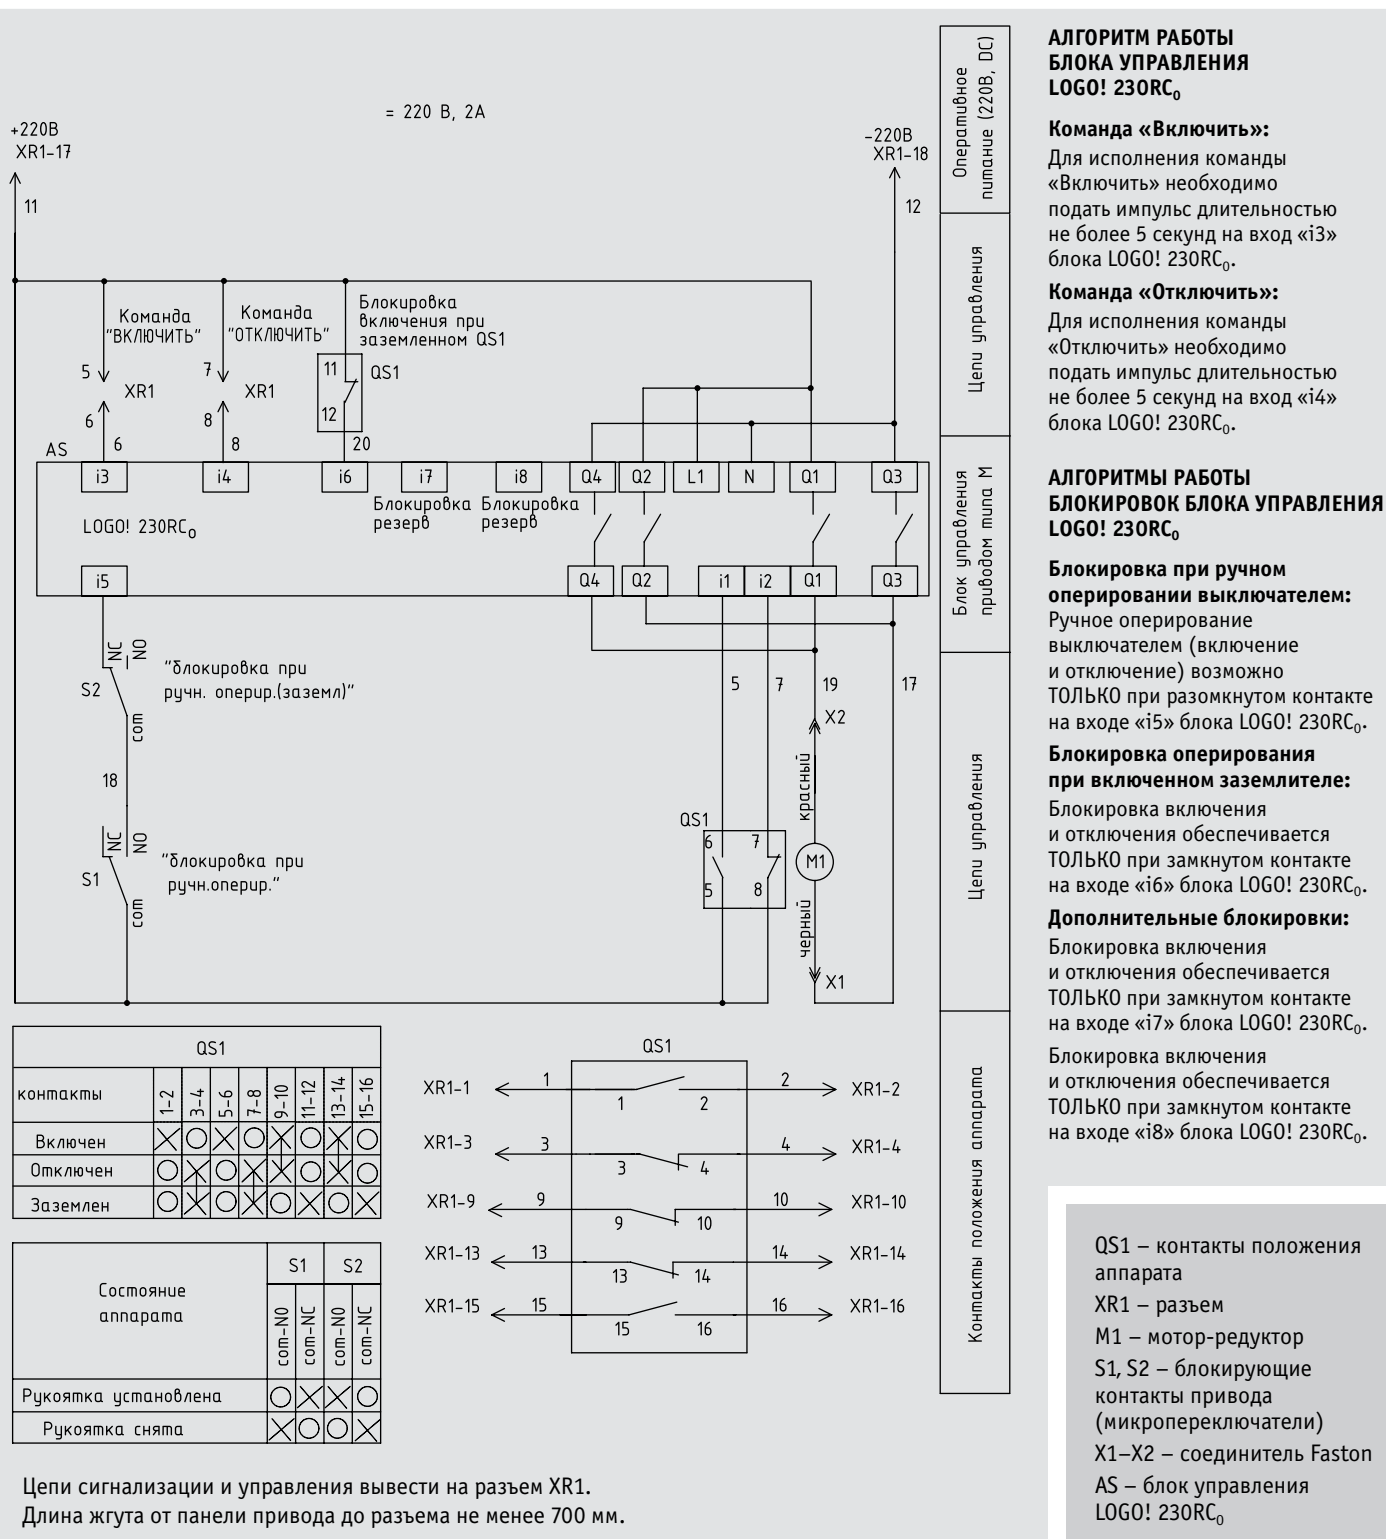 = 220 В, 2А
+220В
XR1-17
-220В
XR1-18
11
12
Команда
"ВКЛЮЧИТЬ"
Команда
"ОТКЛЮЧИТЬ"
Блокировка
включения при
заземленном QS1
5
XR1
6
6
7
XR1
8
8
11
12
QS1
20
AS
i3
i4
i6
i7
i8
Q4
Q2
L1
N
Q1
Q3
Блокировка
резерв
Блокировка
резерв
LOGO! 230RC₀
i5
Q4
Q2
i1
i2
Q1
Q3
NC
NO
S2
com
"блокировка при
ручн. оперир.(заземл)"
18
NC
NO
S1
com
"блокировка при
ручн.оперир."
5
7
19
17
X2
красный
QS1
6
7
5
8
M1
черный
X1
Оперативное
питание (220В, DC)
Цепи управления
Блок управления
приводом типа М
Цепи управления
Контакты положения аппарата
QS1
контакты
1-2
3-4
5-6
7-8
9-10
11-12
13-14
15-16
Включен
Отключен
Заземлен
Состояние
аппарата
S1
S2
com-NO
com-NC
com-NO
com-NC
Рукоятка установлена
Рукоятка снята
QS1
XR1-1
1
1
2
2
XR1-2
XR1-3
3
3
4
4
XR1-4
XR1-9
9
9
10
10
XR1-10
XR1-13
13
13
14
14
XR1-14
XR1-15
15
15
16
16
XR1-16
Цепи сигнализации и управления вывести на разъем XR1.
Длина жгута от панели привода до разъема не менее 700 мм.
АЛГОРИТМ РАБОТЫ
БЛОКА УПРАВЛЕНИЯ
LOGO! 230RC₀
Команда «Включить»:
Для исполнения команды
«Включить» необходимо
подать импульс длительностью
не более 5 секунд на вход «i3»
блока LOGO! 230RC₀.
Команда «Отключить»:
Для исполнения команды
«Отключить» необходимо
подать импульс длительностью
не более 5 секунд на вход «i4»
блока LOGO! 230RC₀.
АЛГОРИТМЫ РАБОТЫ
БЛОКИРОВОК БЛОКА УПРАВЛЕНИЯ
LOGO! 230RC₀
Блокировка при ручном
оперировании выключателем:
Ручное оперирование
выключателем (включение
и отключение) возможно
ТОЛЬКО при разомкнутом контакте
на входе «i5» блока LOGO! 230RC₀.
Блокировка оперирования
при включенном заземлителе:
Блокировка включения
и отключения обеспечивается
ТОЛЬКО при замкнутом контакте
на входе «i6» блока LOGO! 230RC₀.
Дополнительные блокировки:
Блокировка включения
и отключения обеспечивается
ТОЛЬКО при замкнутом контакте
на входе «i7» блока LOGO! 230RC₀.
Блокировка включения
и отключения обеспечивается
ТОЛЬКО при замкнутом контакте
на входе «i8» блока LOGO! 230RC₀.
QS1 – контакты положения
аппарата
XR1 – разъем
M1 – мотор-редуктор
S1, S2 – блокирующие
контакты привода
(микропереключатели)
X1–X2 – соединитель Faston
AS – блок управления
LOGO! 230RC₀